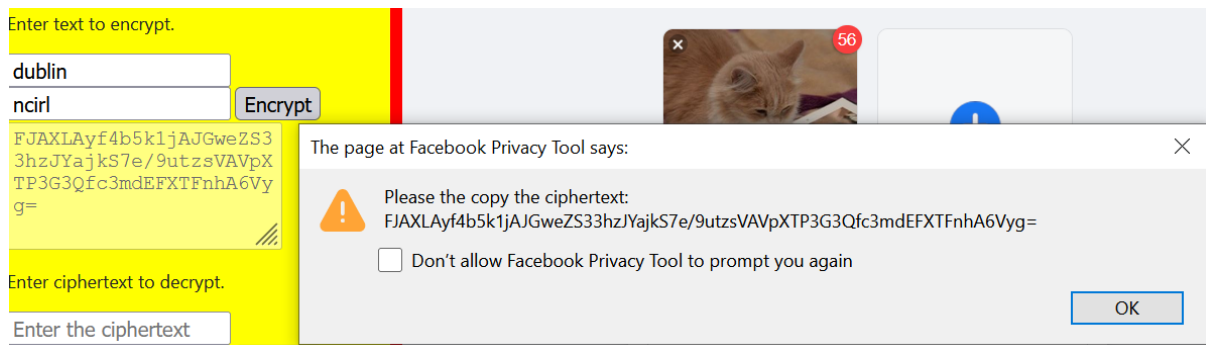 Enter text to encrypt.
dublin
ncirl
Encrypt
FJAXLAyf4b5k1jAJGweZS3
3hzJYajkS7e/9utzsVAVpX
TP3G3Qfc3mdEFXTFnhA6Vy
g=
Enter ciphertext to decrypt.
Enter the ciphertext
56
The page at Facebook Privacy Tool says:
Please the copy the ciphertext:
FJAXLAyf4b5k1jAJGweZS33hzJYajkS7e/9utzsVAVpXTP3G3Qfc3mdEFXTFnhA6Vyg=
Don't allow Facebook Privacy Tool to prompt you again
OK